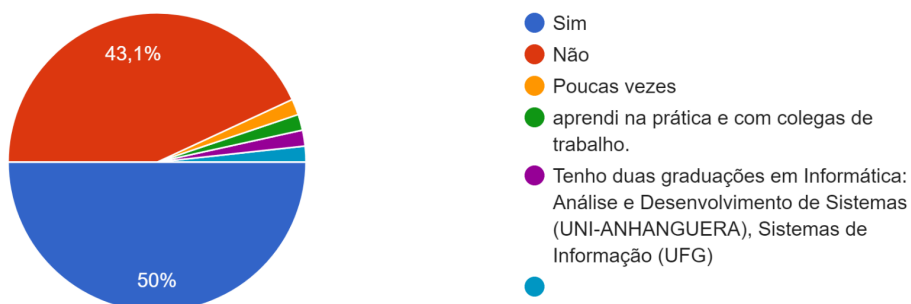 43,1%
50%
Sim
Não
Poucas vezes
aprendi na prática e com colegas de
trabalho.
Tenho duas graduações em Informática:
Análise e Desenvolvimento de Sistemas
(UNI-ANHANGUERA), Sistemas de
Informação (UFG)